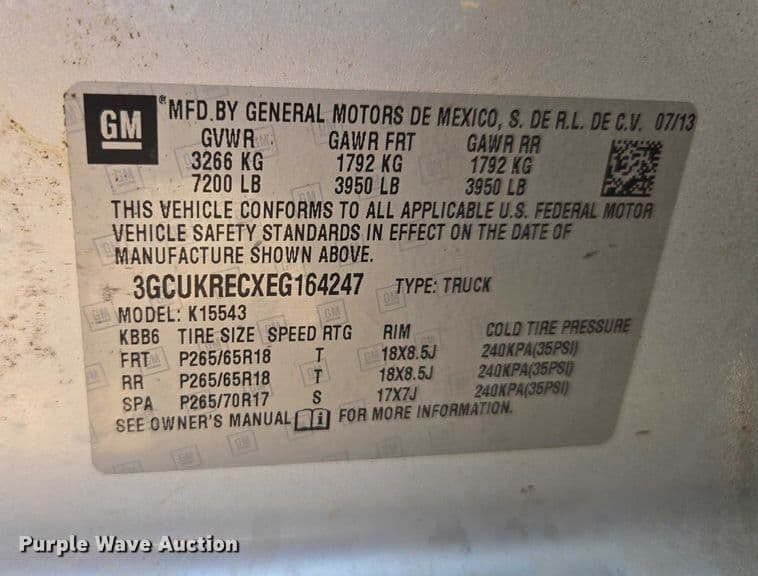 GM ® MFD.BY GENERAL MOTORS DE MEXICO, S. DE R.L. DE C.V. 07/13
GVWR GAWR FRT GAWR RR
3266 KG 1792 KG 1792 KG
7200 LB 3950 LB 3950 LB
THIS VEHICLE CONFORMS TO ALL APPLICABLE U.S. FEDERAL MOTOR
VEHICLE SAFETY STANDARDS IN EFFECT ON THE DATE OF
MANUFACTURE SHOWN ABOVE.
3GCUKRECXEG164247 TYPE: TRUCK
MODEL: K15543
KBB6 TIRE SIZE SPEED RTG RIM COLD TIRE PRESSURE
FRT P265/65R18 T 18X8.5J 240KPA(35PSI)
RR P265/65R18 T 18X8.5J 240KPA(35PSI)
SPA P265/70R17 S 17X7J 240KPA(35PSI)
SEE OWNER'S MANUAL i FOR MORE INFORMATION.
Purple Wave Auction